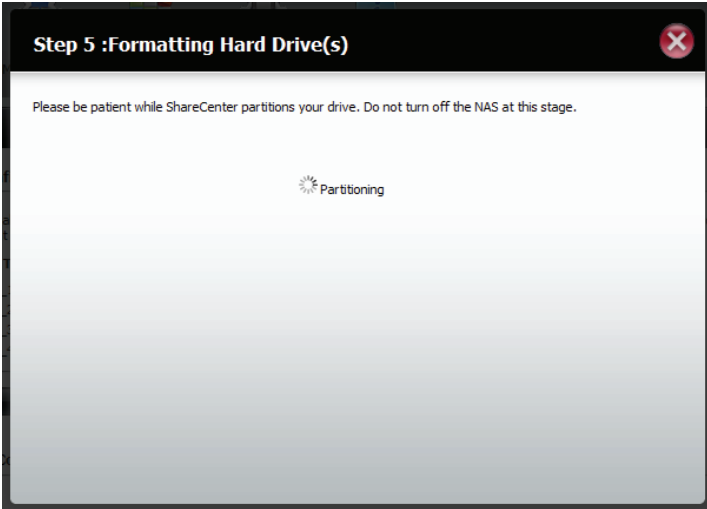 Step 5 :Formatting Hard Drive(s)
Please be patient while ShareCenter partitions your drive. Do not turn off the NAS at this stage.
Partitioning